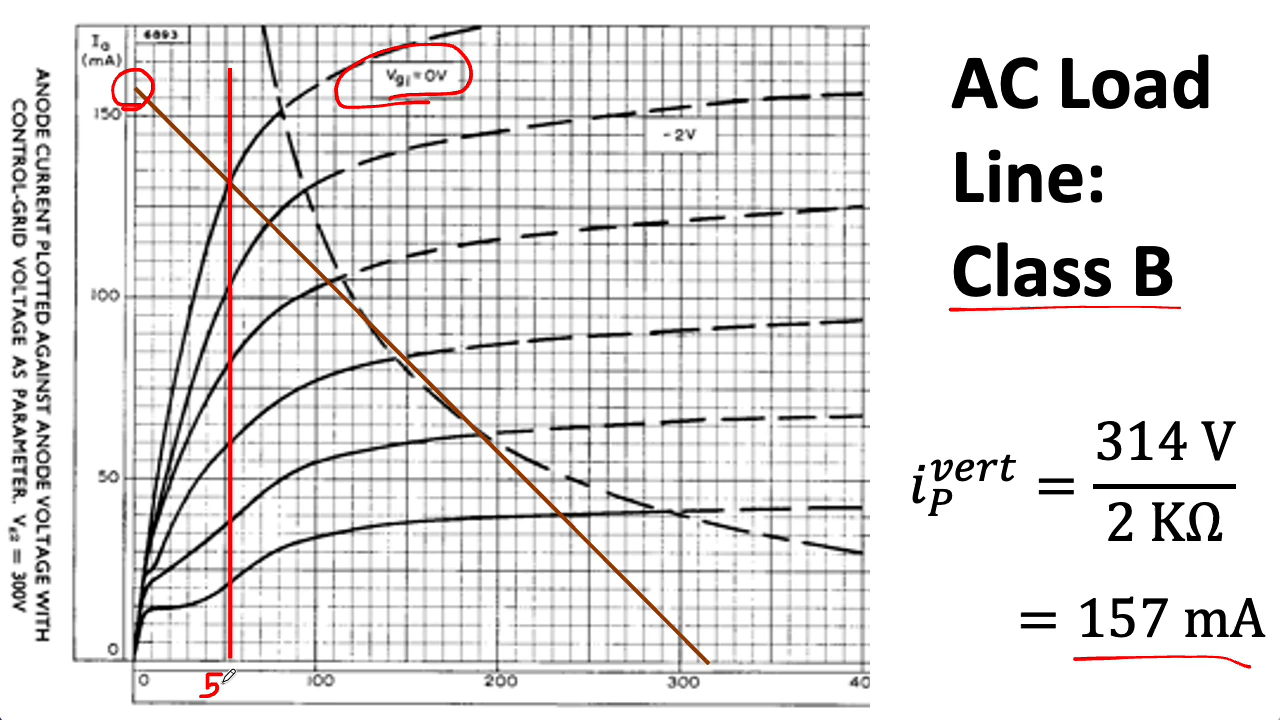 ANODE CURRENT PLOTTED AGAINST ANODE VOLTAGE WITH
CONTROL-GRID VOLTAGE AS PARAMETER. Vg2 = 300V
Ia
(mA)
6893
Vg1=0V
-2V
150
100
50
0
0
5
100
200
300
40
AC Load
Line:
Class B
i_P^vert = 314 V / 2 KΩ
= 157 mA